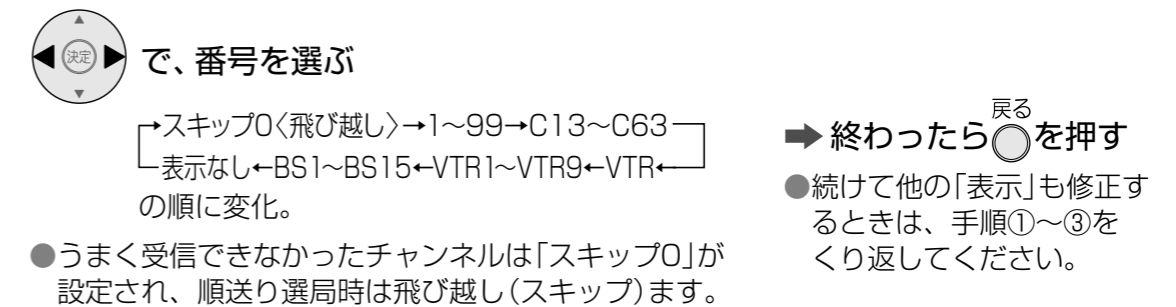 決定 で、番号を選ぶ
→スキップ0〈飛び越し〉→1～99→C13～C63
表示なし←BS1～BS15←VTR1～VTR9←VTR←
の順に変化。
●うまく受信できなかったチャンネルは「スキップ0」が
設定され、順送り選局時は飛び越し(スキップ)ます。
戻る
➡終わったら を押す
●続けて他の「表示」も修正す
るときは、手順①～③を
くり返してください。